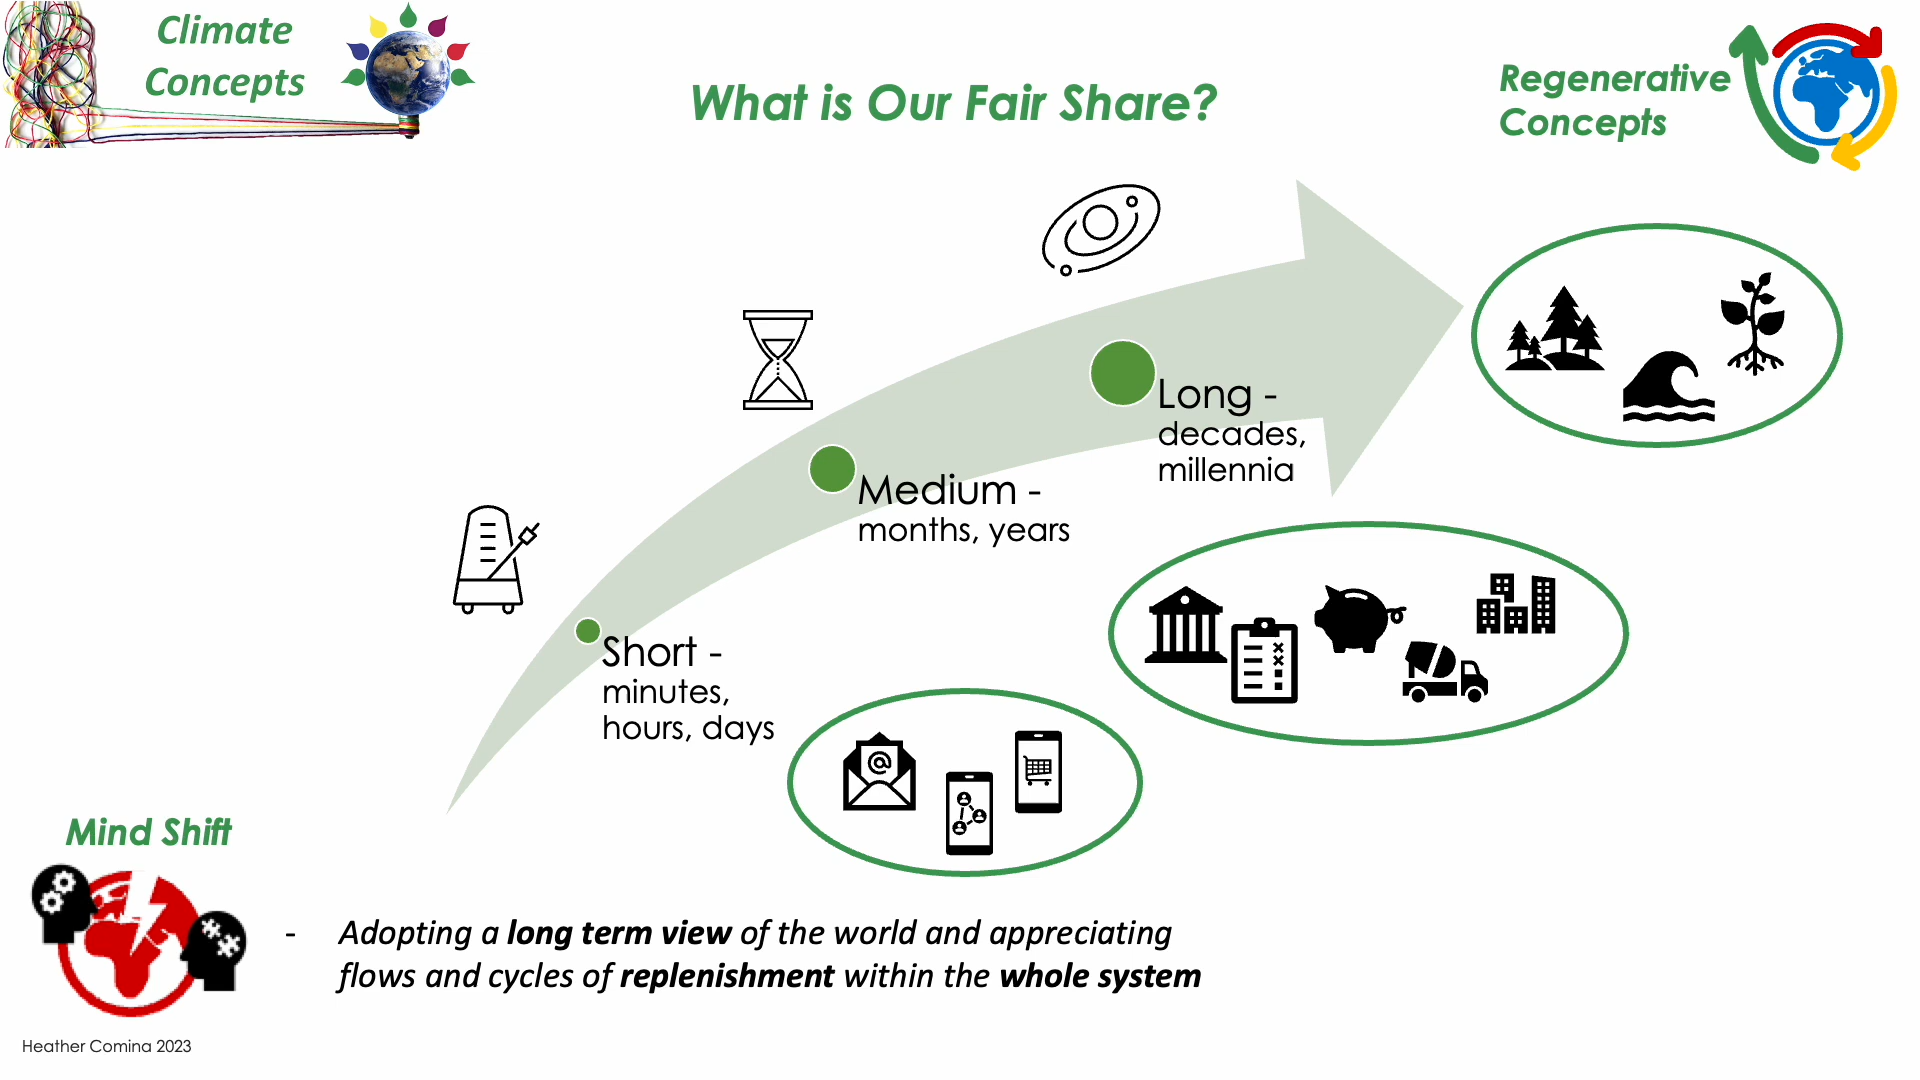 Climate
Concepts
What is Our Fair Share?
Regenerative
Concepts
Long -
decades,
millennia
Medium -
months, years
Short -
minutes,
hours, days
@
Mind Shift
- Adopting a long term view of the world and appreciating
flows and cycles of replenishment within the whole system
Heather Comina 2023